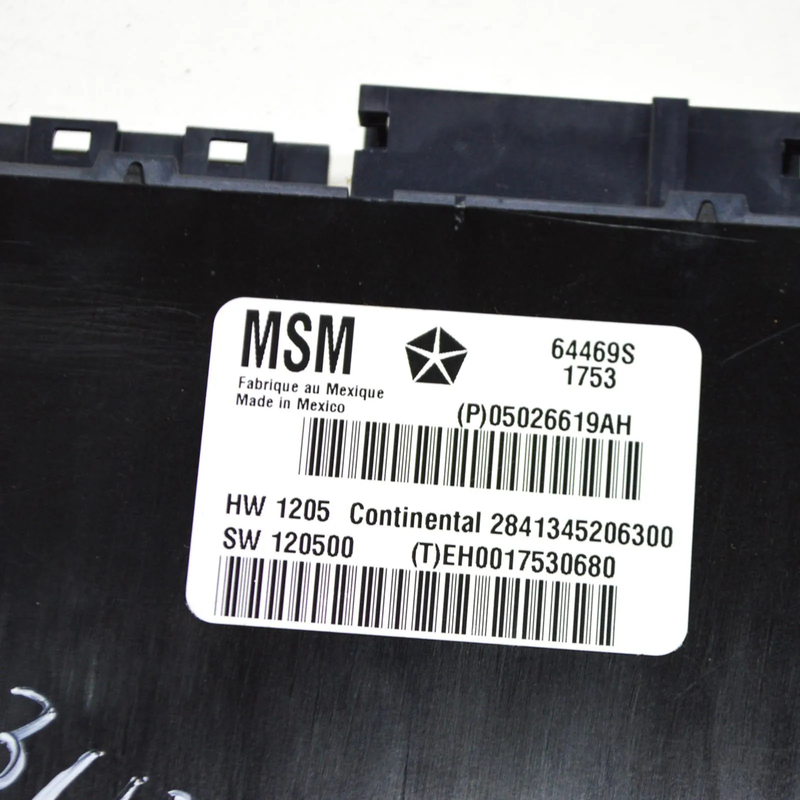 MSM
64469S
1753
Fabrique au Mexique
Made in Mexico
(P)05026619AH
HW 1205 Continental 2841345206300
SW 120500 (T)EH0017530680